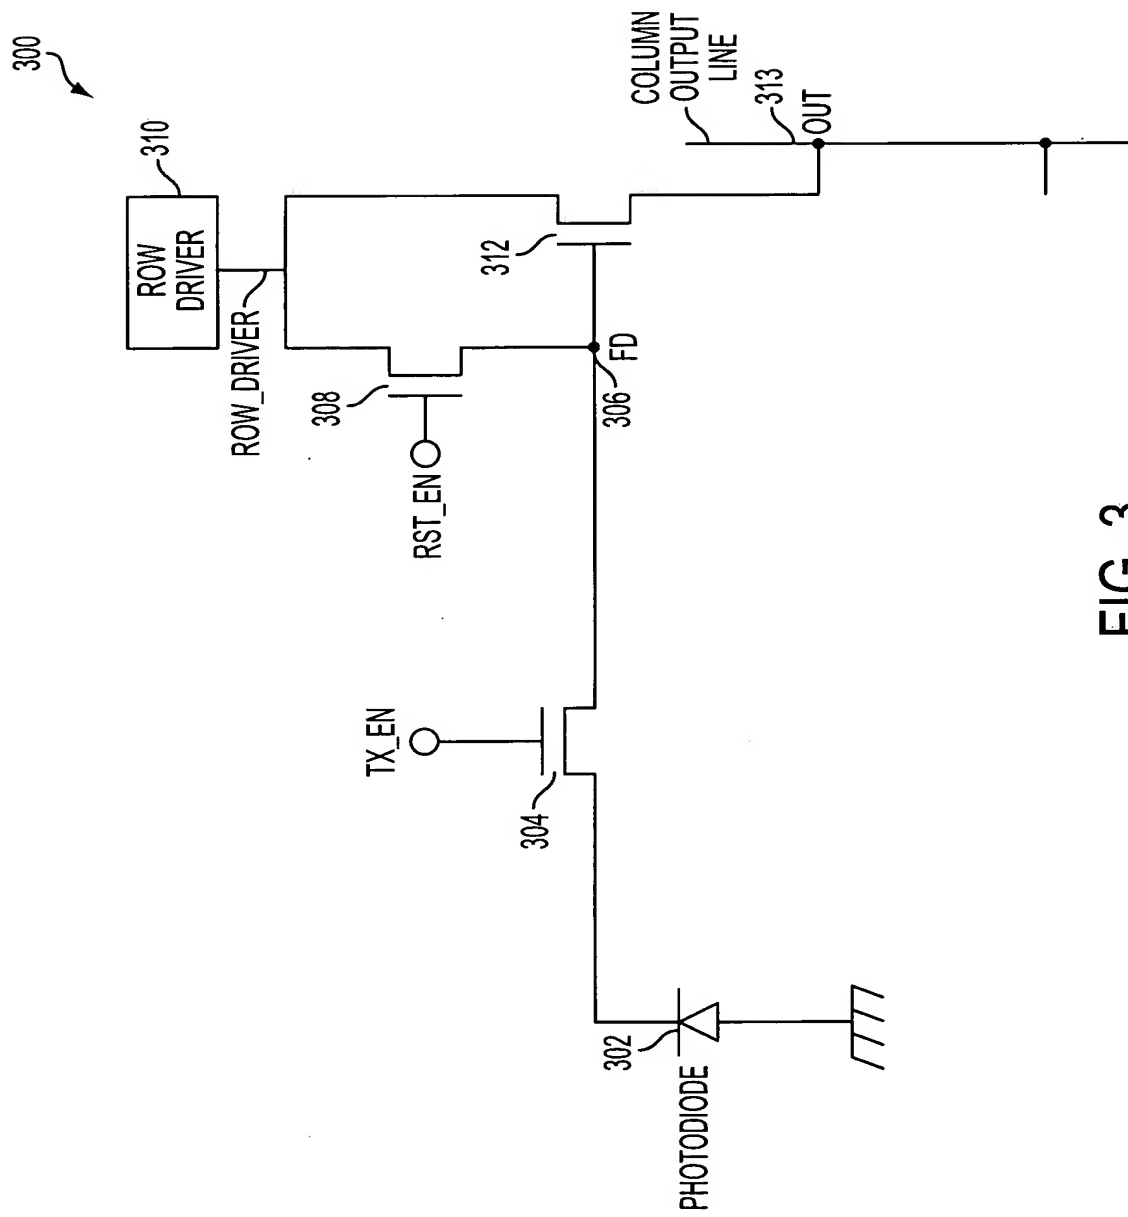 300
310
ROW
DRIVER
ROW_DRIVER
308
RST_EN
312
FD
306
COLUMN
OUTPUT
LINE
313
OUT
TX_EN
304
302
PHOTODIODE
FIG. 3